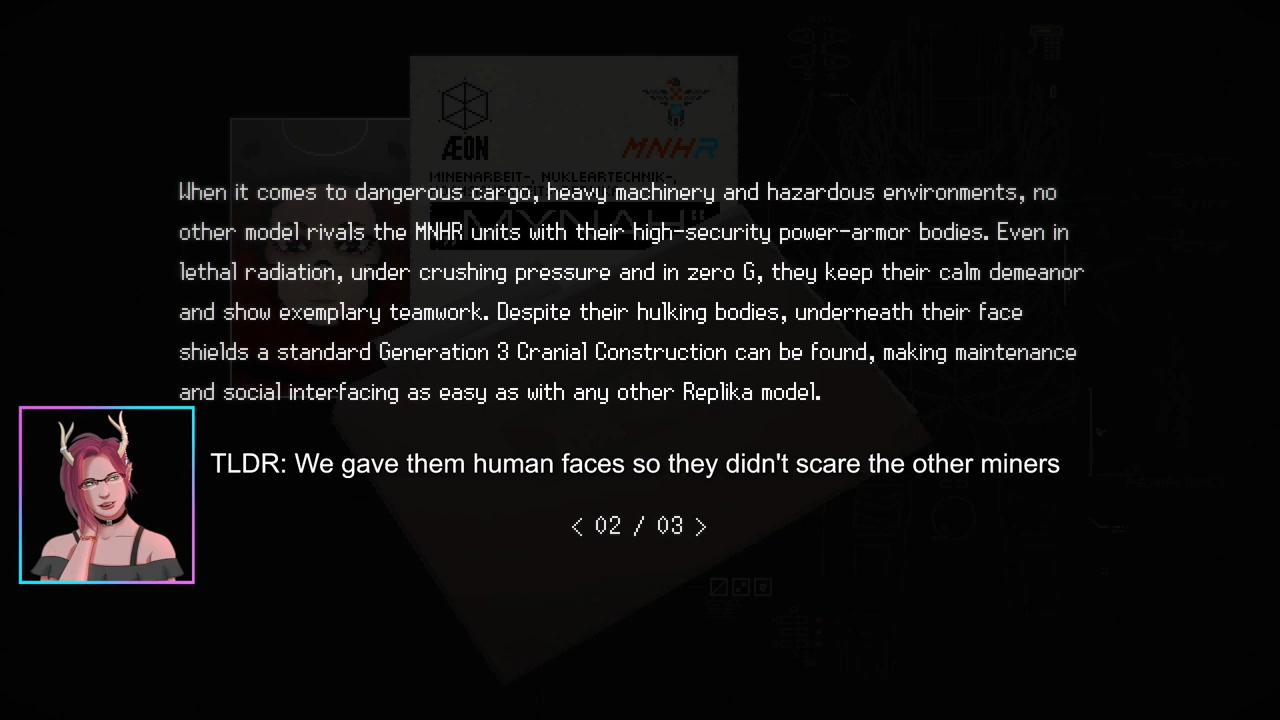 ÆON
MNHR
MINENARBEIT-, NUKLEARTECHNIK-,
When it comes to dangerous cargo, heavy machinery and hazardous environments, no
other model rivals the MNHR units with their high-security power-armor bodies. Even in
lethal radiation, under crushing pressure and in zero G, they keep their calm demeanor
and show exemplary teamwork. Despite their hulking bodies, underneath their face
shields a standard Generation 3 Cranial Construction can be found, making maintenance
and social interfacing as easy as with any other Replika model.
TLDR: We gave them human faces so they didn't scare the other miners
< 02 / 03 >